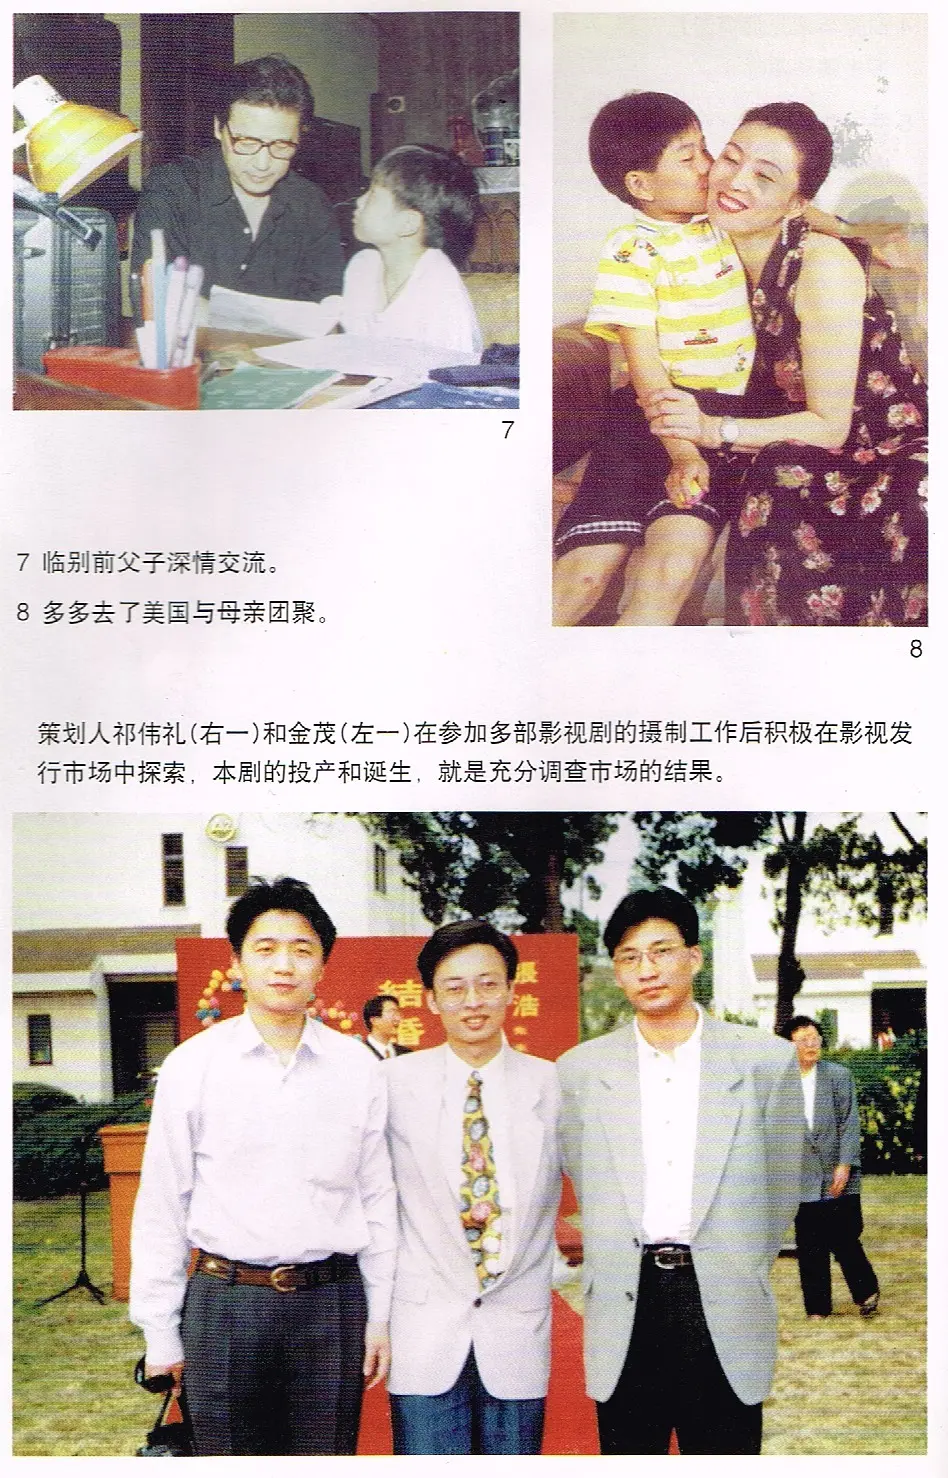 7
8
7 临别前父子深情交流。
8 多多去了美国与母亲团聚。
策划人祁伟礼(右一)和金茂(左一)在参加多部影视剧的摄制工作后积极在影视发
行市场中探索，本剧的投产和诞生，就是充分调查市场的结果。
结婚
張浩